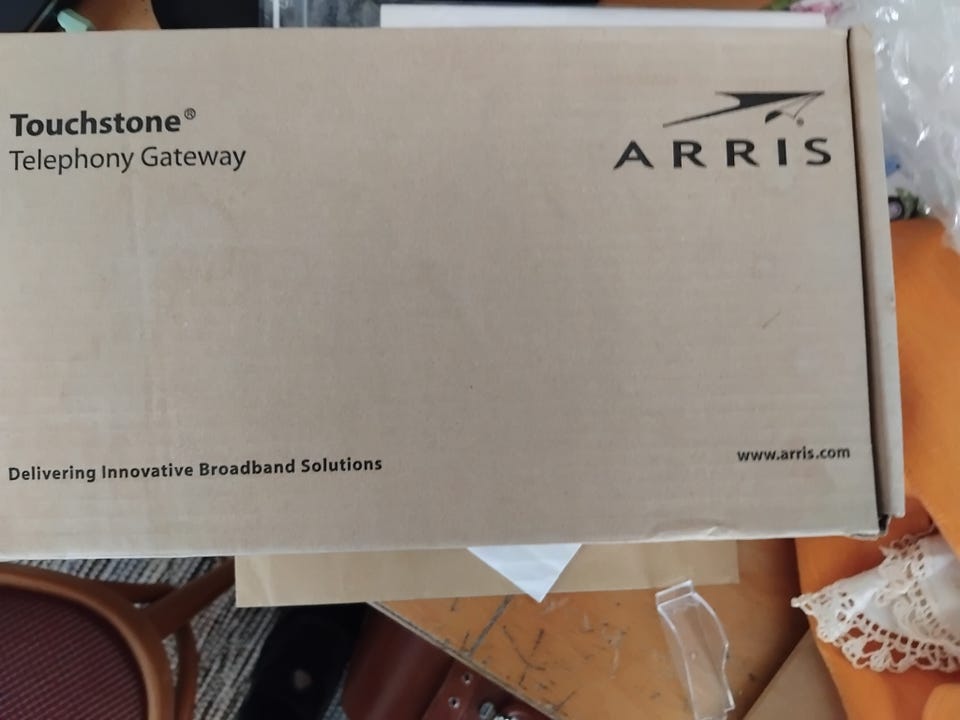 Touchstone®
Telephony Gateway
ARRIS®
Delivering Innovative Broadband Solutions
www.arris.com